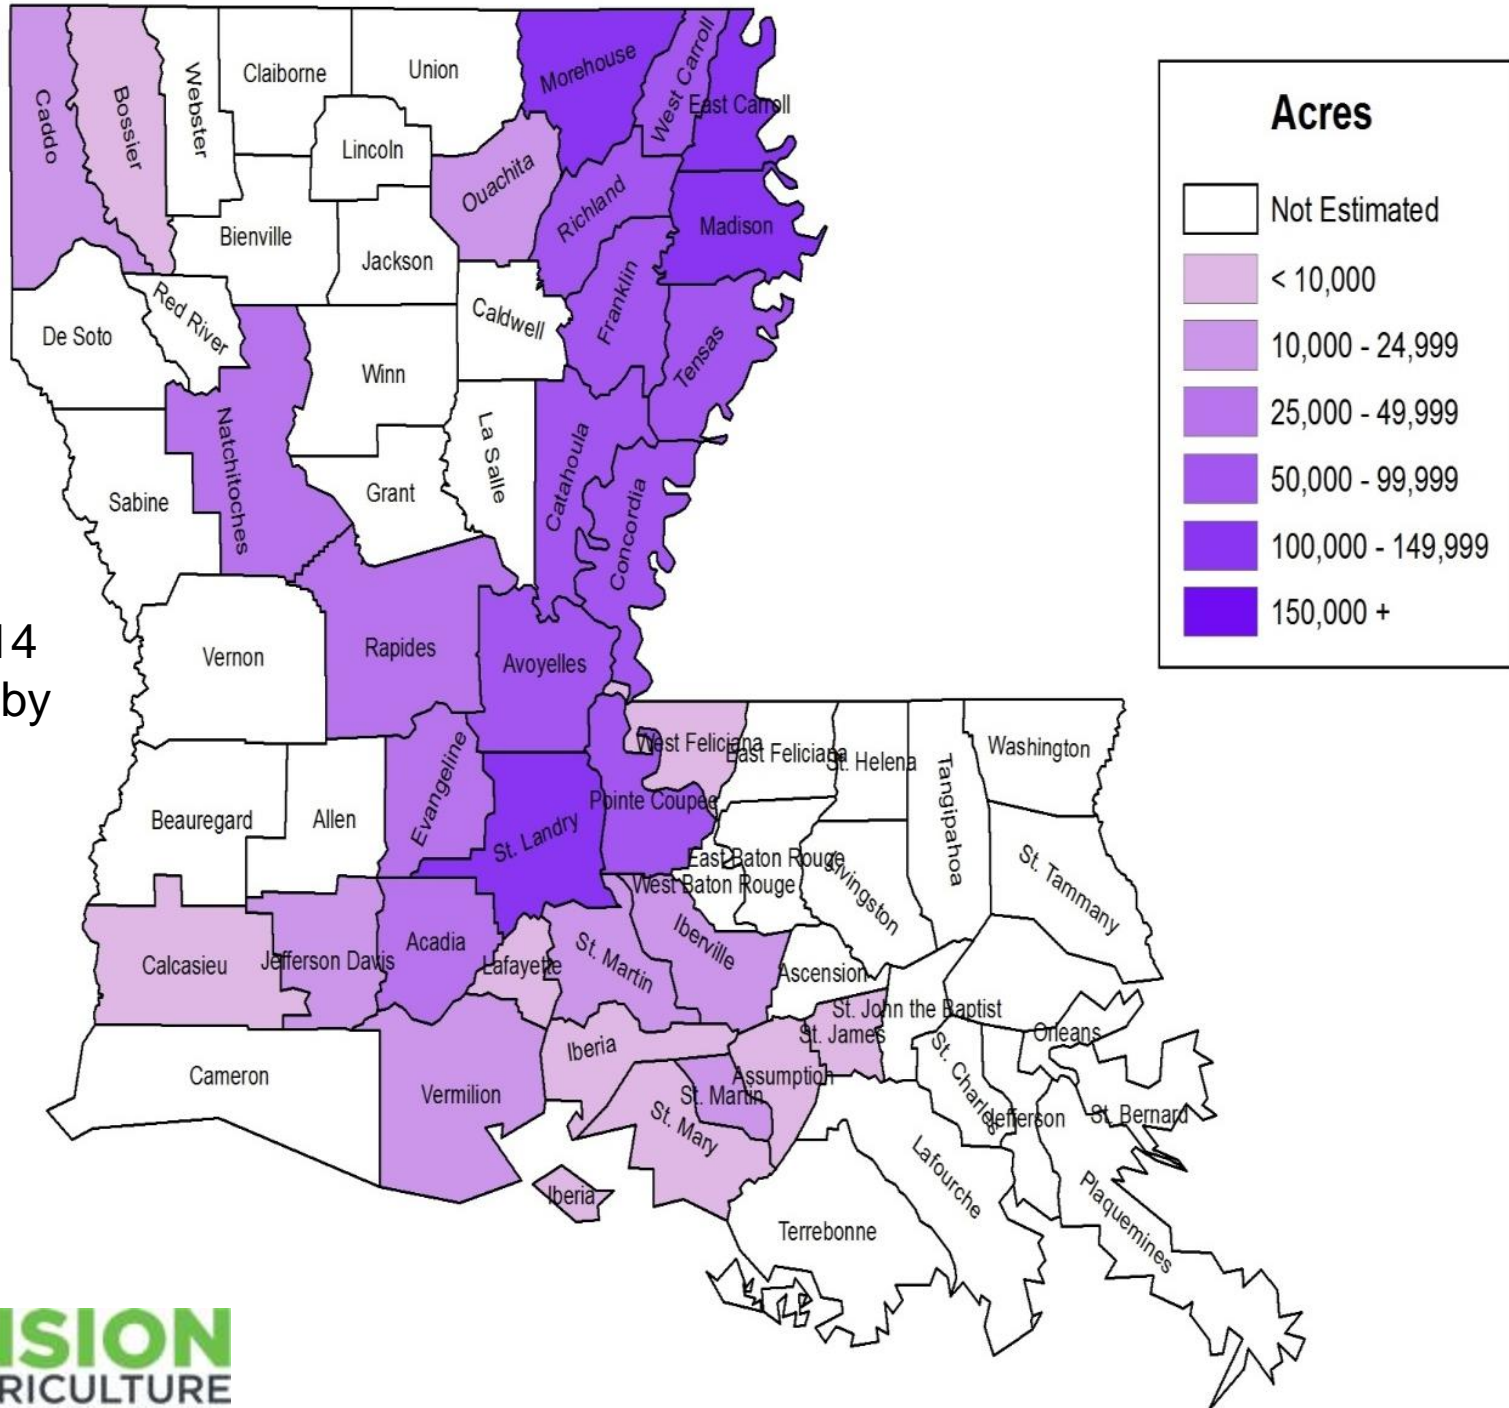 Caddo
Bossier
Webster
Claiborne
Union
Morehouse
West Carroll
East Carroll
Lincoln
Ouachita
Richland
Madison
Bienville
Jackson
Franklin
Red River
Caldwell
De Soto
Winn
Tensas
Natchitoches
La Salle
Catahoula
Sabine
Grant
Concordia
Vernon
Rapides
Avoyelles
West Feliciana
East Feliciana
St. Helena
Tangipahoa
Washington
Beauregard
Allen
Evangeline
St. Landry
Pointe Coupee
East Baton Rouge
West Baton Rouge
Livingston
St. Tammany
Calcasieu
Jefferson Davis
Acadia
Lafayette
St. Martin
Iberville
Ascension
St. John the Baptist
St. James
Orleans
Cameron
Vermilion
Iberia
Assumption
St. Martin
St. Mary
St. Charles
Jefferson
St. Bernard
Iberia
Terrebonne
Lafourche
Plaquemines
Acres
Not Estimated
< 10,000
10,000 - 24,999
25,000 - 49,999
50,000 - 99,999
100,000 - 149,999
150,000 +
14
by
ISION
RICULTURE